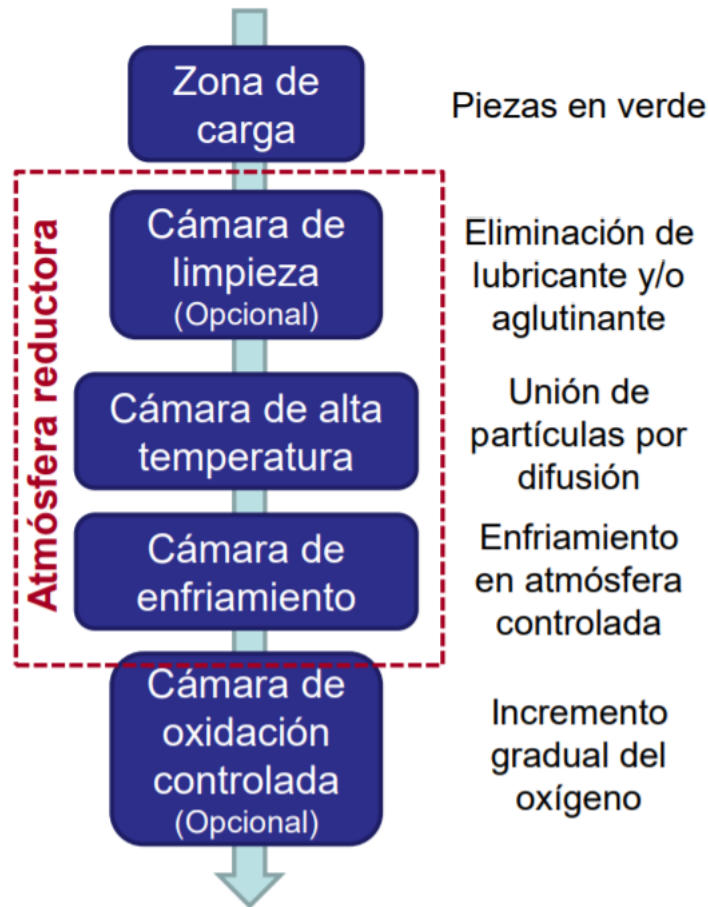 Zona de
carga
Piezas en verde
Atmósfera reductora
Cámara de
limpieza
(Opcional)
Eliminación de
lubricante y/o
aglutinante
Cámara de alta
temperatura
Unión de
partículas por
difusión
Cámara de
enfriamiento
Enfriamiento
en atmósfera
controlada
Cámara de
oxidación
controlada
(Opcional)
Incremento
gradual del
oxígeno